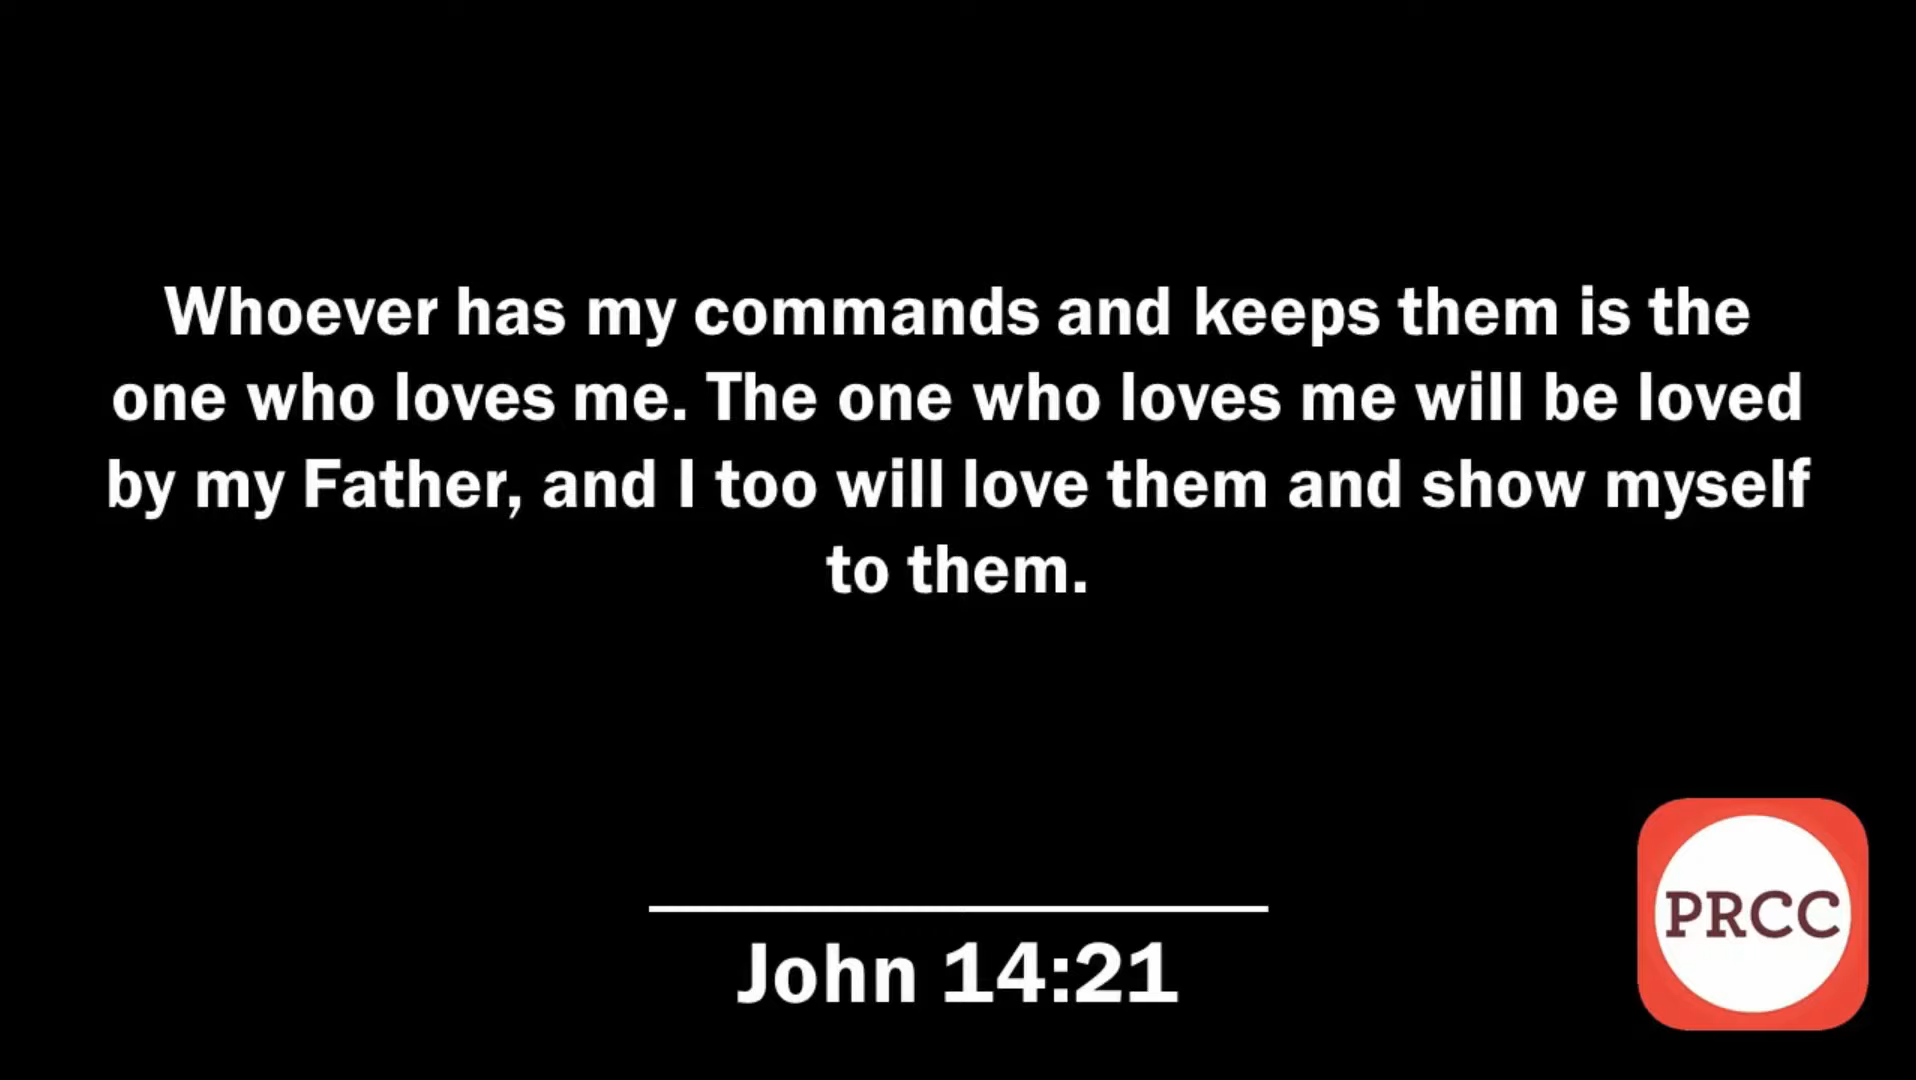 Whoever has my commands and keeps them is the
one who loves me. The one who loves me will be loved
by my Father, and I too will love them and show myself
to them.
John 14:21
PRCC